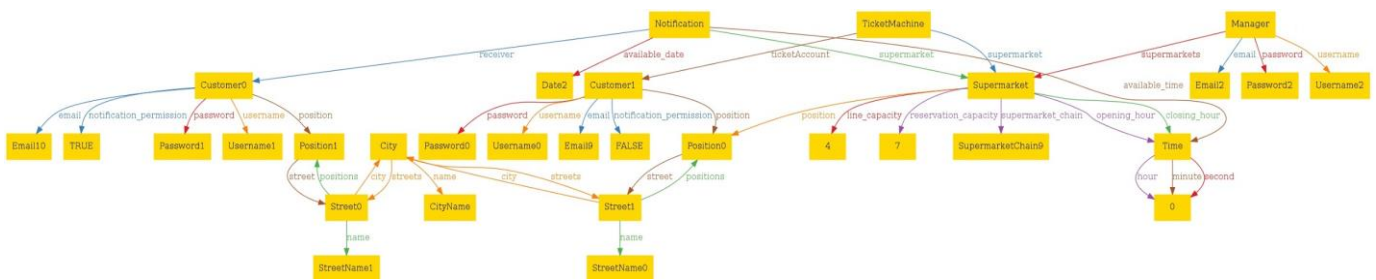 Notification TicketMachine Manager
receiver available_date ticketAccount supermarket supermarket supermarkets email password username
Customer0 Date2 Customer1 Supermarket available_time Email2 Password2 Username2
email notification_permission password username position password username email notification_permission position position line_capacity reservation_capacity supermarket_chain opening_hour closing_hour
Email10 TRUE Password1 Username1 Position1 City Password0 Username0 Email9 FALSE Position0 4 7 SupermarketChain9 Time
street positions city streets name city streets street positions hour minute second
Street0 CityName Street1 0
name name
StreetName1 StreetName0